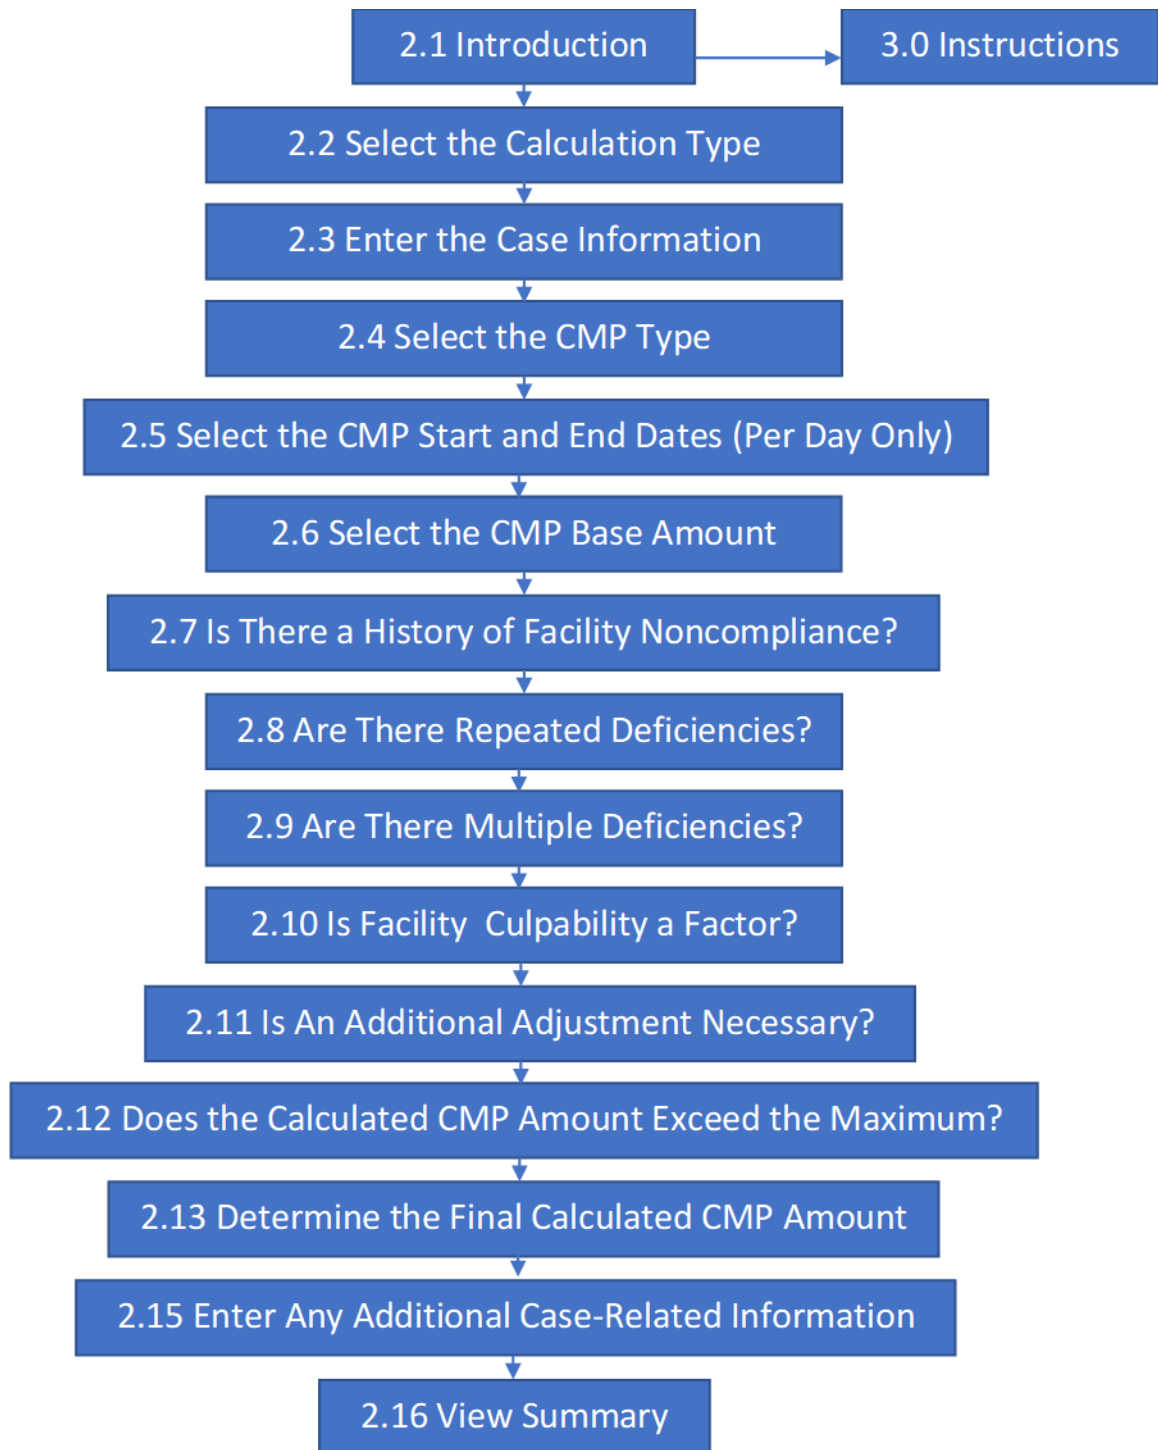 2.1 Introduction
3.0 Instructions
2.2 Select the Calculation Type
2.3 Enter the Case Information
2.4 Select the CMP Type
2.5 Select the CMP Start and End Dates (Per Day Only)
2.6 Select the CMP Base Amount
2.7 Is There a History of Facility Noncompliance?
2.8 Are There Repeated Deficiencies?
2.9 Are There Multiple Deficiencies?
2.10 Is Facility  Culpability a Factor?
2.11 Is An Additional Adjustment Necessary?
2.12 Does the Calculated CMP Amount Exceed the Maximum?
2.13 Determine the Final Calculated CMP Amount
2.15 Enter Any Additional Case-Related Information
2.16 View Summary